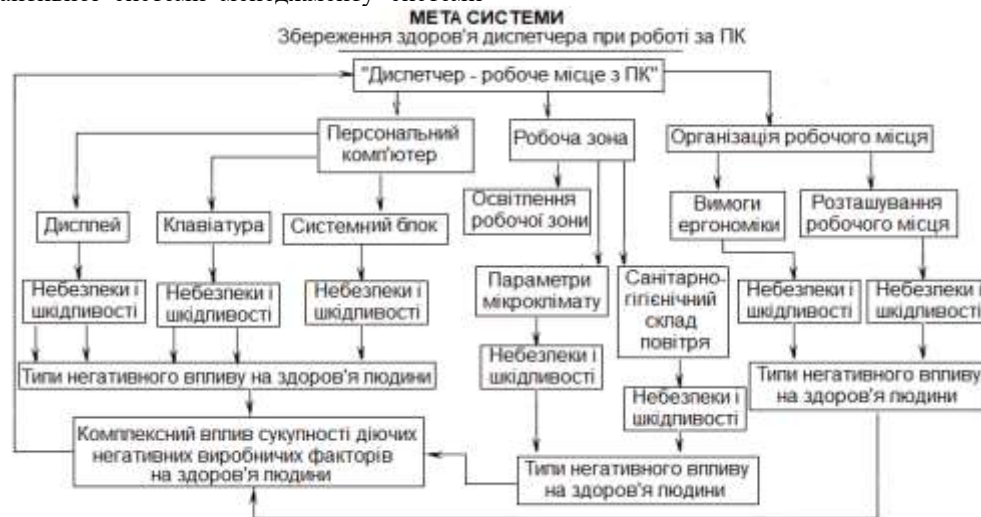 МЕТА СИСТЕМИ
Збереження здоров'я диспетчера при роботі за ПК
"Диспетчер - робоче місце з ПК"
Персональний
комп'ютер
Робоча зона
Організація робочого місця
Дисплей
Клавіатура
Системний блок
Освітлення
робочої зони
Вимоги
ергономіки
Розташування
робочого місця
Небезпеки і
шкідливості
Небезпеки і
шкідливості
Небезпеки і
шкідливості
Параметри
мікроклімату
Санітарно-
гігієнічний
склад
повітря
Небезпеки і
шкідливості
Небезпеки і
шкідливості
Небезпеки і
шкідливості
Небезпеки і
шкідливості
Типи негативного впливу на здоров'я людини
Типи негативного впливу
на здоров'я людини
Комплексний вплив сукупності діючих
негативних виробничих факторів
на здоров'я людини
Типи негативного впливу
на здоров'я людини